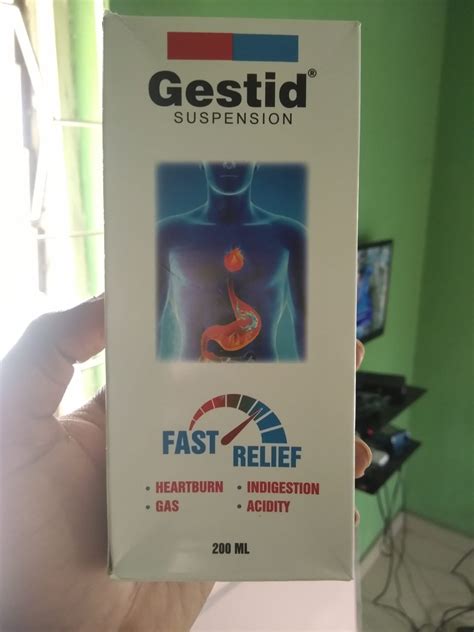 Gestid®
SUSPENSION
FAST RELIEF
• HEARTBURN • INDIGESTION
• GAS • ACIDITY
200 ML